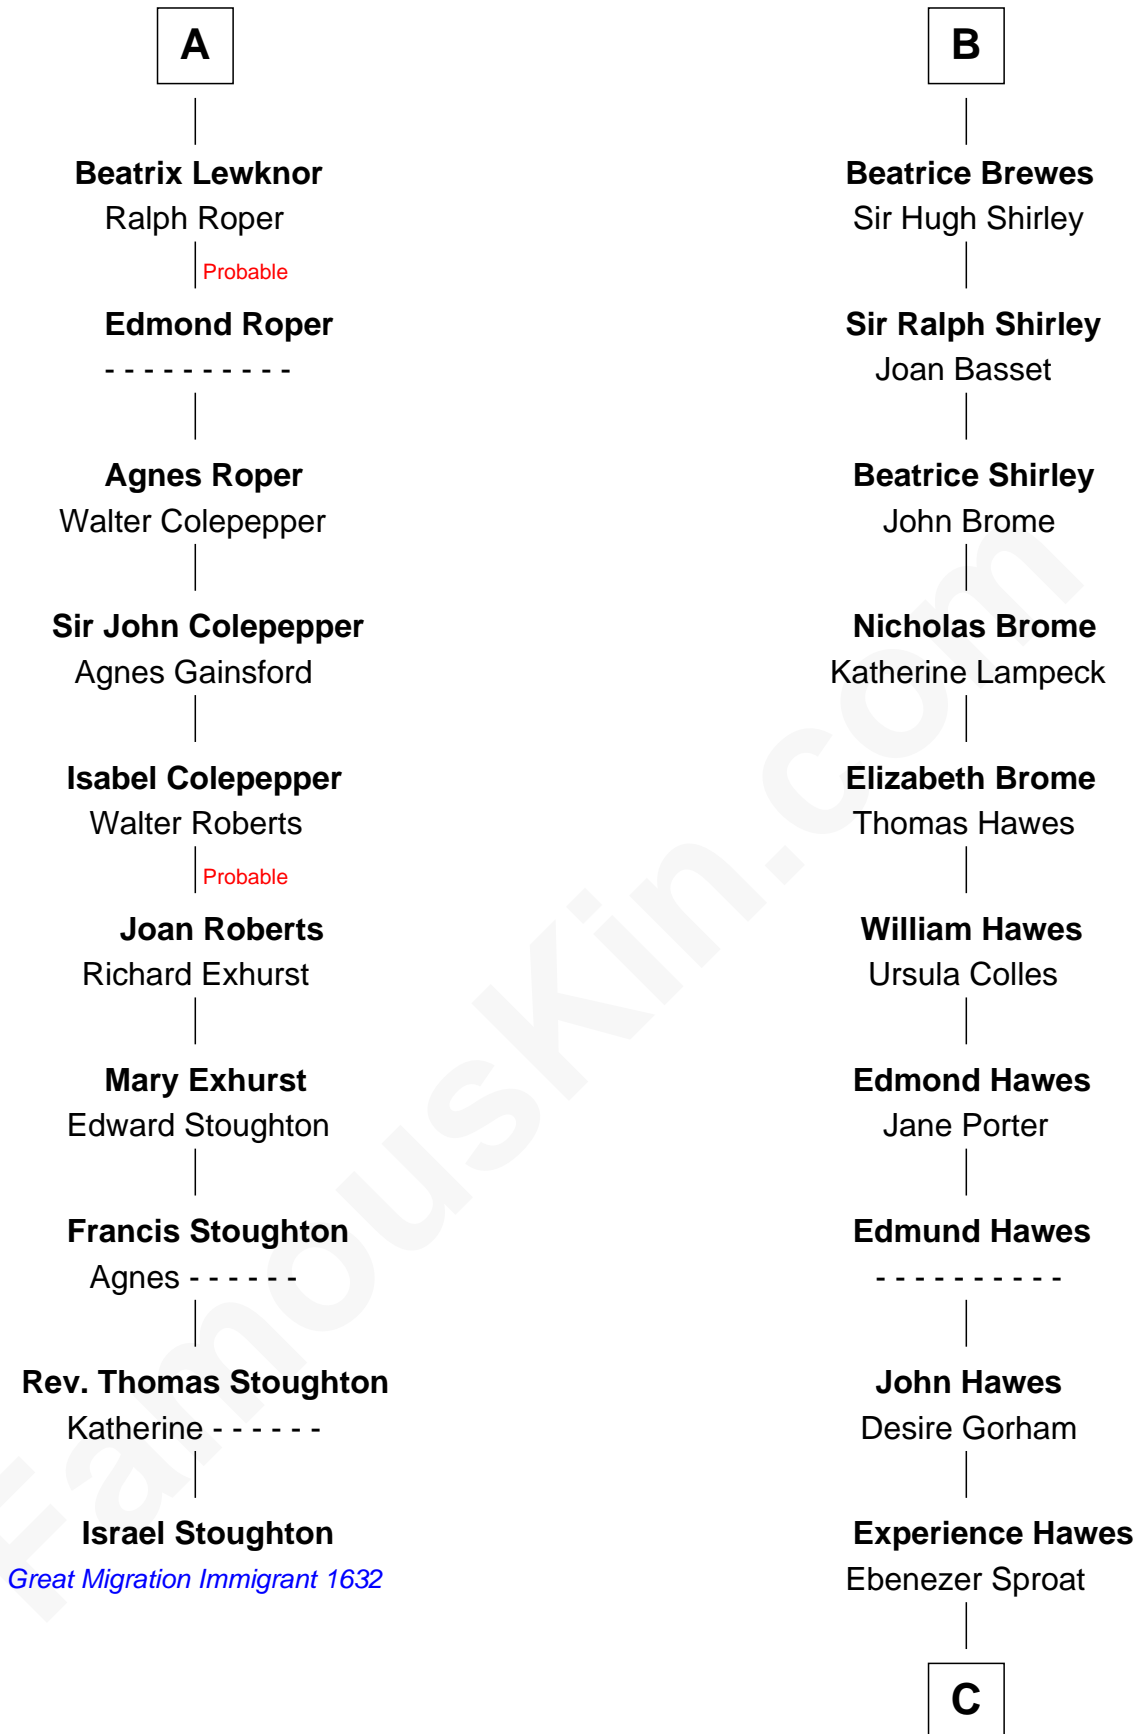 A
Beatrix Lewknor
Ralph Roper
Probable
Edmond Roper
- - - - - - - - - -
Agnes Roper
Walter Colepepper
Sir John Colepepper
Agnes Gainsford
Isabel Colepepper
Walter Roberts
Probable
Joan Roberts
Richard Exhurst
Mary Exhurst
Edward Stoughton
Francis Stoughton
Agnes - - - - - -
Rev. Thomas Stoughton
Katherine - - - - - -
Israel Stoughton
Great Migration Immigrant 1632
B
Beatrice Brewes
Sir Hugh Shirley
Sir Ralph Shirley
Joan Basset
Beatrice Shirley
John Brome
Nicholas Brome
Katherine Lampeck
Elizabeth Brome
Thomas Hawes
William Hawes
Ursula Colles
Edmond Hawes
Jane Porter
Edmund Hawes
- - - - - - - - - -
John Hawes
Desire Gorham
Experience Hawes
Ebenezer Sproat
C
FamousKin.com